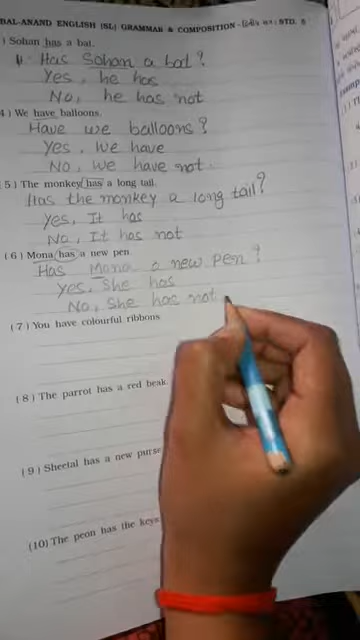 BAL-ANAND ENGLISH (SL) GRAMMAR & COMPOSITION STD. 8
) Sohan has a bat.
Has Sohan a bat?
Yes, he has
No, he has not
4 ) We have balloons.
Have we balloons?
Yes, We have
No, We have not.
( 5 ) The monkey has a long tail.
Has the monkey a long tail?
Yes, It has
No, It has not
( 6 ) Mona has a new pen.
Has Mona a new pen?
Yes, She has
No, She has not
( 7 ) You have colourful ribbons.
( 8 ) The parrot has a red beak.
( 9 ) Sheetal has a new purse
(10) The peon has the keys